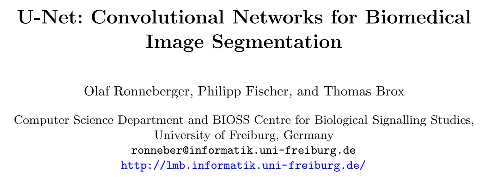 U-Net: Convolutional Networks for Biomedical
Image Segmentation
Olaf Ronneberger, Philipp Fischer, and Thomas Brox
Computer Science Department and BIOSS Centre for Biological Signalling Studies,
University of Freiburg, Germany
ronneber@informatik.uni-freiburg.de
http://lmb.informatik.uni-freiburg.de/